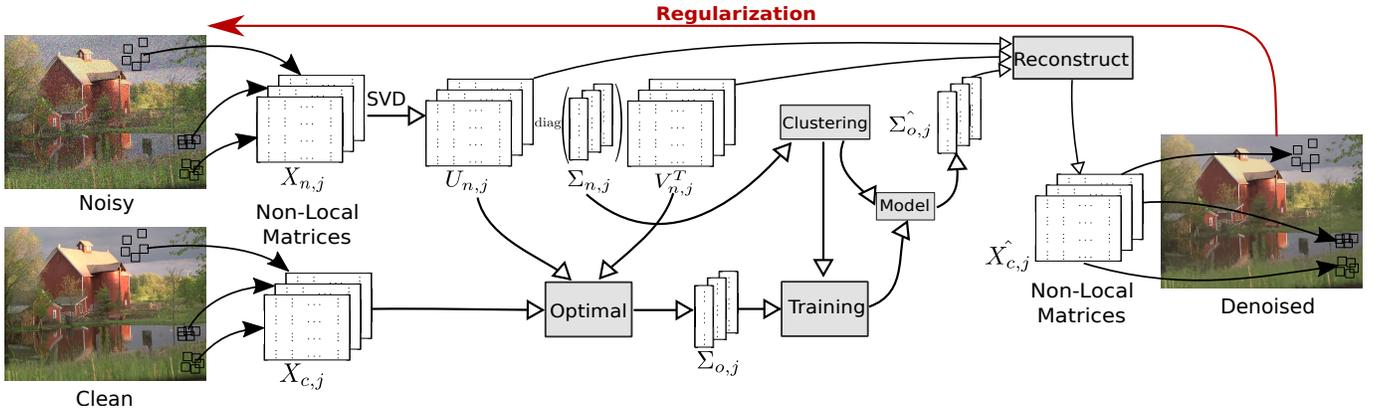 Regularization
Noisy
X_{n,j}
Non-Local
Matrices
SVD
U_{n,j}
diag
Σ_{n,j}
V^T_{n,j}
Clustering
Σ̂_{o,j}
Reconstruct
Model
X̂_{c,j}
Non-Local
Matrices
Denoised
Clean
X_{c,j}
Optimal
Σ_{o,j}
Training